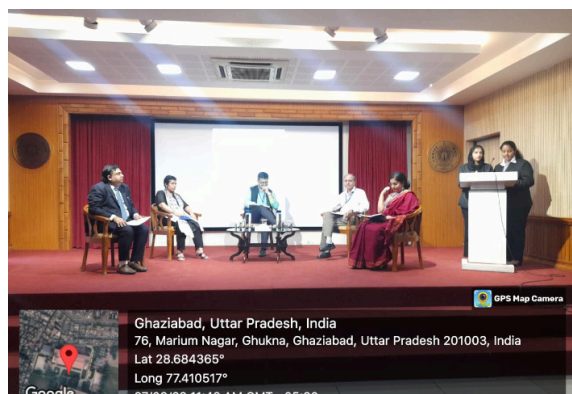 GPS Map Camera
Ghaziabad, Uttar Pradesh, India
76, Marium Nagar, Ghukna, Ghaziabad, Uttar Pradesh 201003, India
Lat 28.684365°
Long 77.410517°
Google